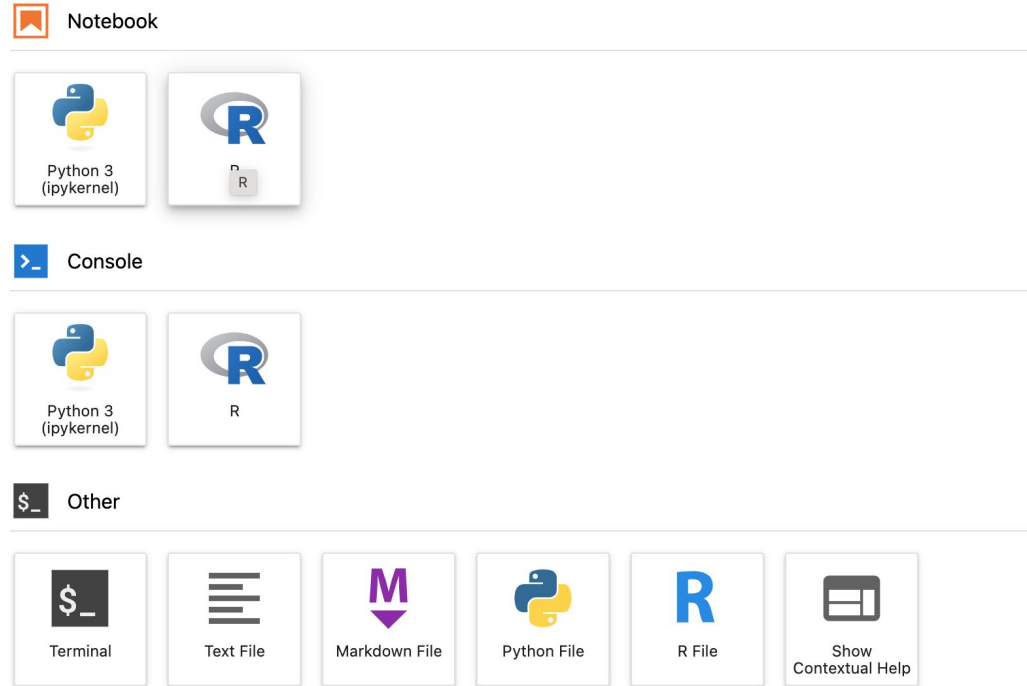 Notebook
Python 3
(ipykernel)
R
R
>_ Console
Python 3
(ipykernel)
R
R
$_ Other
$_
Terminal
Text File
M
Markdown File
Python File
R
R File
Show
Contextual Help